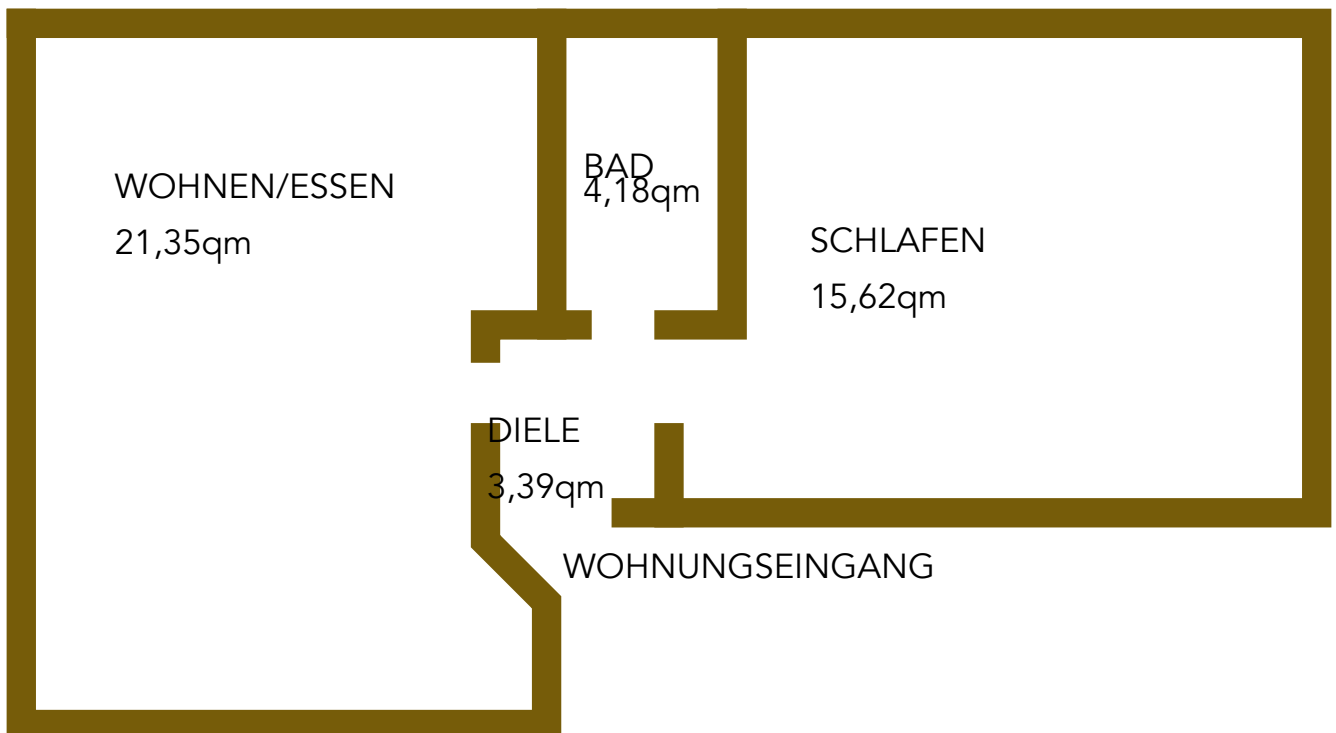 WOHNEN/ESSEN
21,35qm
BAD
4,18qm
SCHLAFEN
15,62qm
DIELE
3,39qm
WOHNUNGSEINGANG